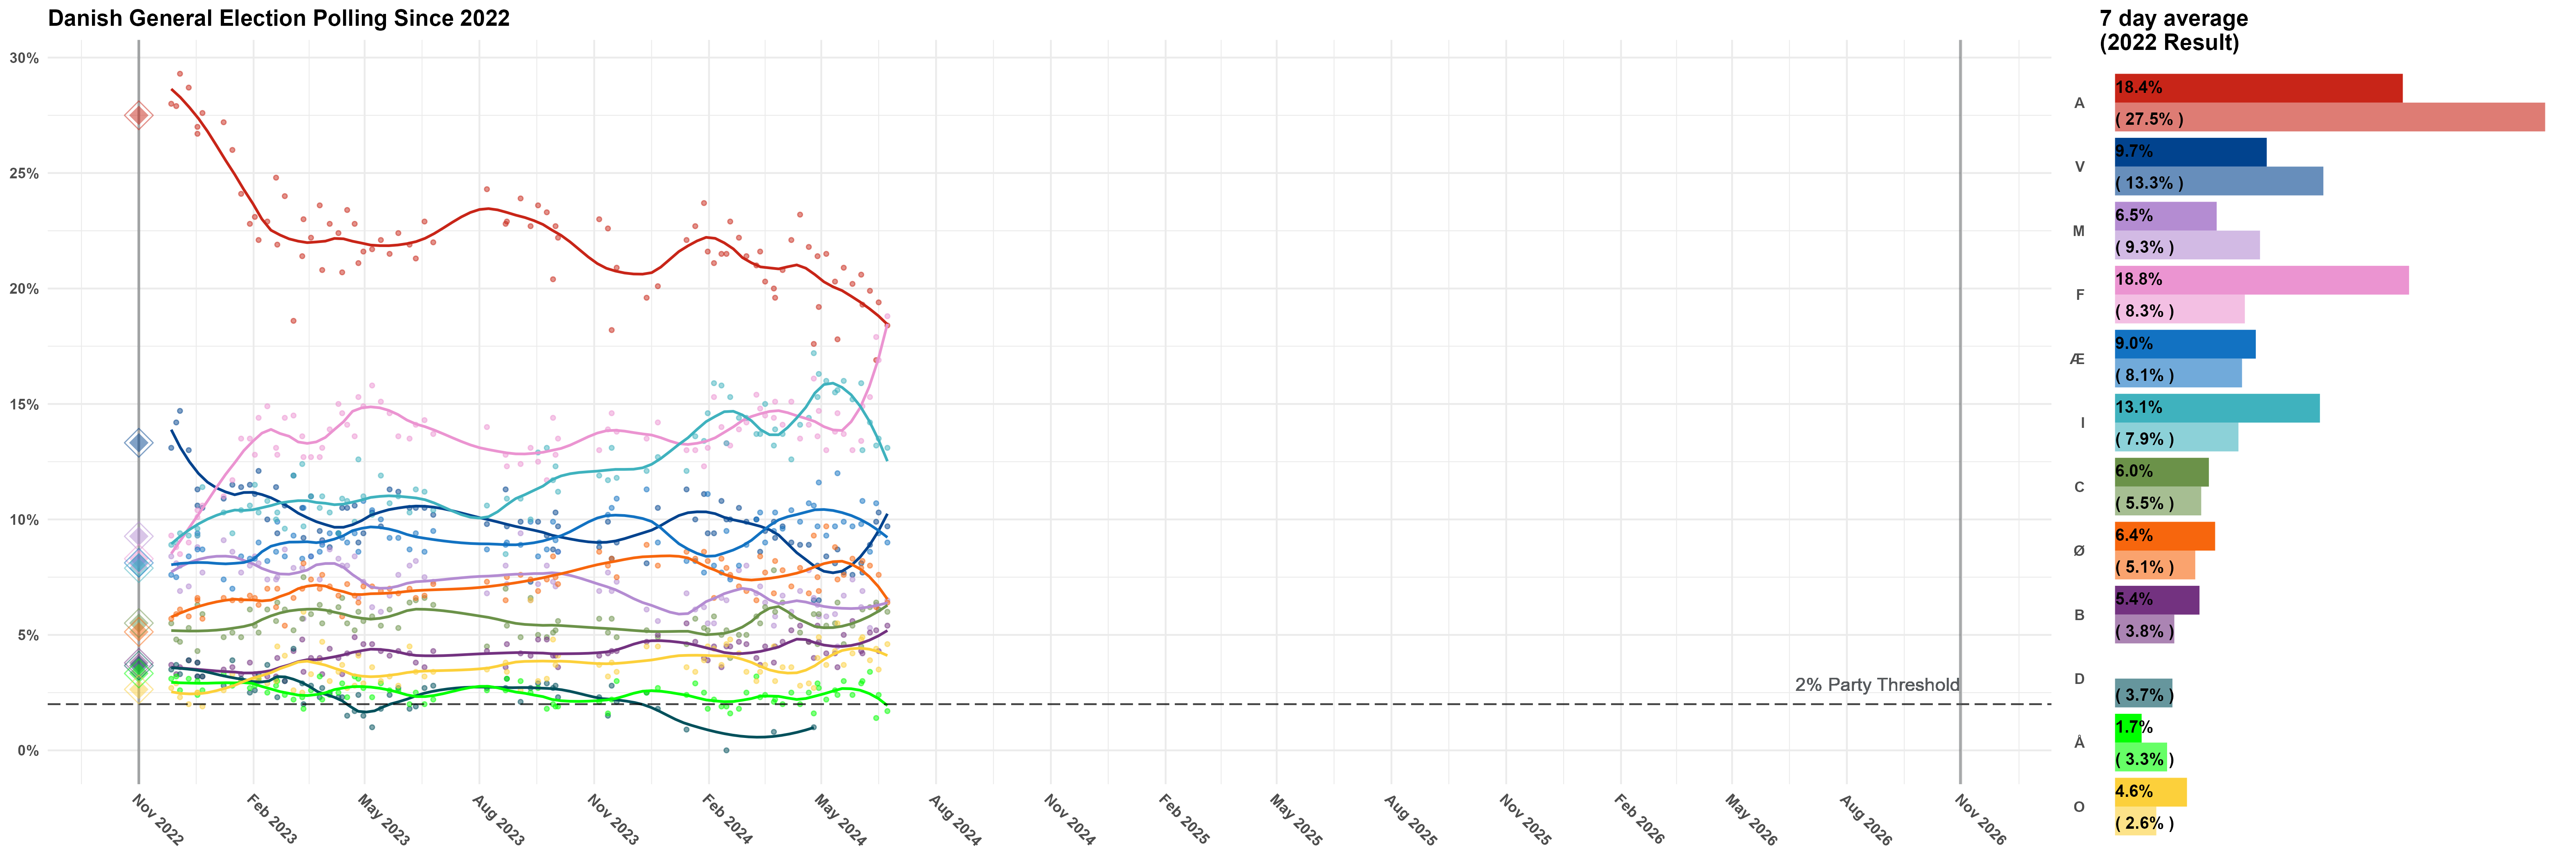 Danish General Election Polling Since 2022
30%
25%
20%
15%
10%
5%
0%
2% Party Threshold
Nov 2022
Feb 2023
May 2023
Aug 2023
Nov 2023
Feb 2024
May 2024
Aug 2024
Nov 2024
Feb 2025
May 2025
Aug 2025
Nov 2025
Feb 2026
May 2026
Aug 2026
Nov 2026
7 day average
(2022 Result)
A
18.4%
( 27.5% )
V
9.7%
( 13.3% )
M
6.5%
( 9.3% )
F
18.8%
( 8.3% )
Æ
9.0%
( 8.1% )
I
13.1%
( 7.9% )
C
6.0%
( 5.5% )
Ø
6.4%
( 5.1% )
B
5.4%
( 3.8% )
D
( 3.7% )
Å
1.7%
( 3.3% )
O
4.6%
( 2.6% )